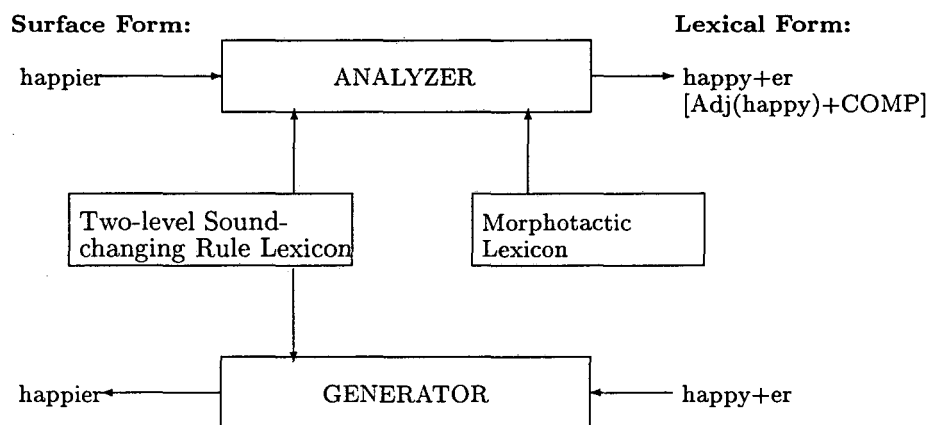 Surface Form:
Lexical Form:
happier
ANALYZER
happy+er
[Adj(happy)+COMP]
Two-level Sound-
changing Rule Lexicon
Morphotactic
Lexicon
happier
GENERATOR
happy+er